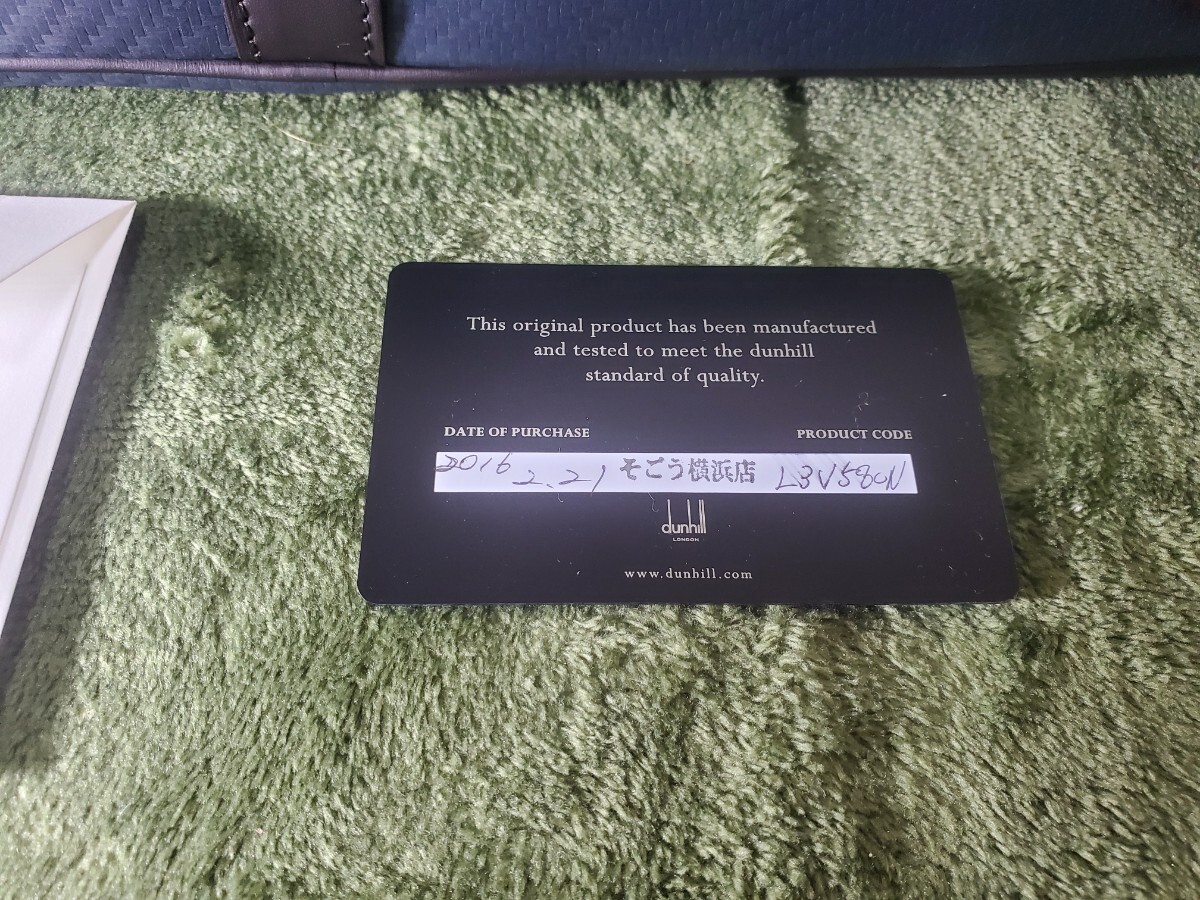 This original product has been manufactured
and tested to meet the dunhill
standard of quality.
DATE OF PURCHASE PRODUCT CODE
2016 2.21 そごう横浜店 L3V580N
dunhill
LONDON
www.dunhill.com